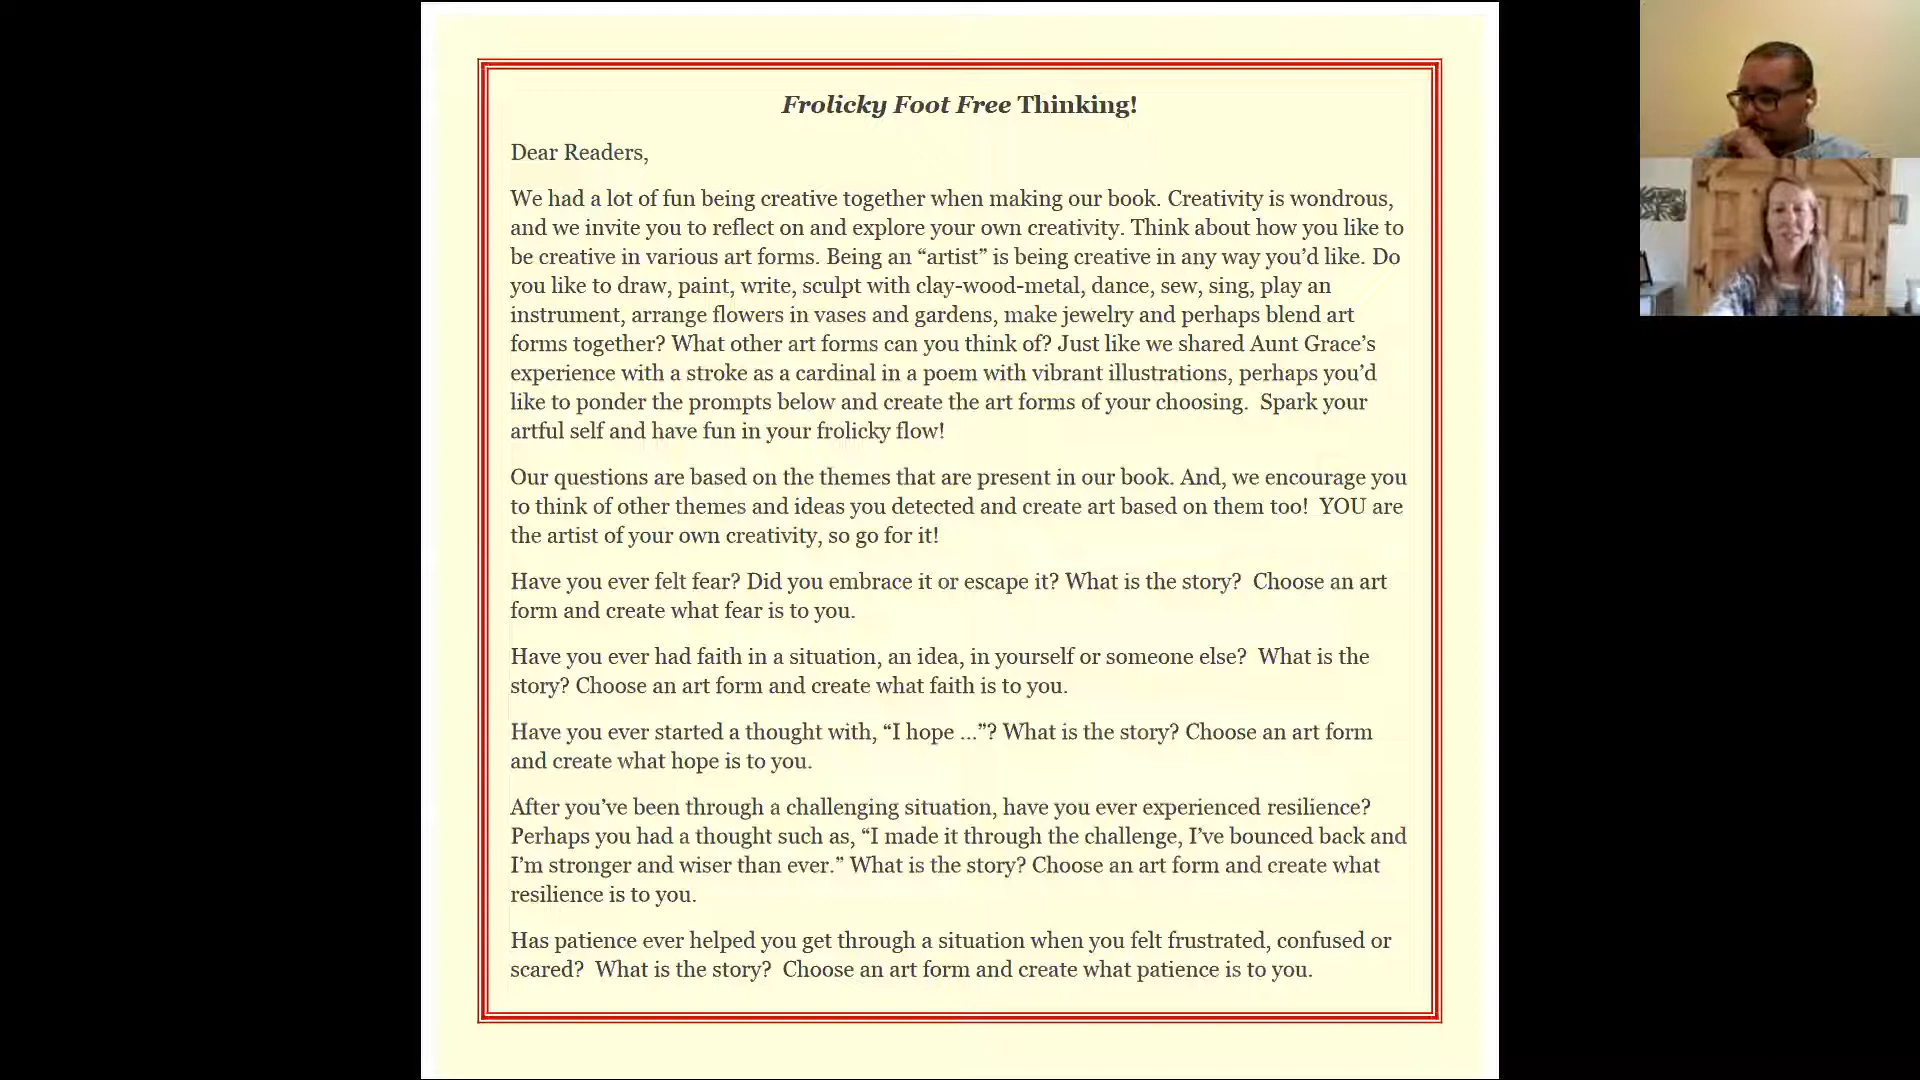 Frolicky Foot Free Thinking!
Dear Readers,
We had a lot of fun being creative together when making our book. Creativity is wondrous,
and we invite you to reflect on and explore your own creativity. Think about how you like to
be creative in various art forms. Being an “artist” is being creative in any way you’d like. Do
you like to draw, paint, write, sculpt with clay-wood-metal, dance, sew, sing, play an
instrument, arrange flowers in vases and gardens, make jewelry and perhaps blend art
forms together? What other art forms can you think of? Just like we shared Aunt Grace’s
experience with a stroke as a cardinal in a poem with vibrant illustrations, perhaps you’d
like to ponder the prompts below and create the art forms of your choosing.  Spark your
artful self and have fun in your frolicky flow!
Our questions are based on the themes that are present in our book. And, we encourage you
to think of other themes and ideas you detected and create art based on them too!  YOU are
the artist of your own creativity, so go for it!
Have you ever felt fear? Did you embrace it or escape it? What is the story?  Choose an art
form and create what fear is to you.
Have you ever had faith in a situation, an idea, in yourself or someone else?  What is the
story? Choose an art form and create what faith is to you.
Have you ever started a thought with, “I hope ...”? What is the story? Choose an art form
and create what hope is to you.
After you’ve been through a challenging situation, have you ever experienced resilience?
Perhaps you had a thought such as, “I made it through the challenge, I’ve bounced back and
I’m stronger and wiser than ever.” What is the story? Choose an art form and create what
resilience is to you.
Has patience ever helped you get through a situation when you felt frustrated, confused or
scared?  What is the story?  Choose an art form and create what patience is to you.